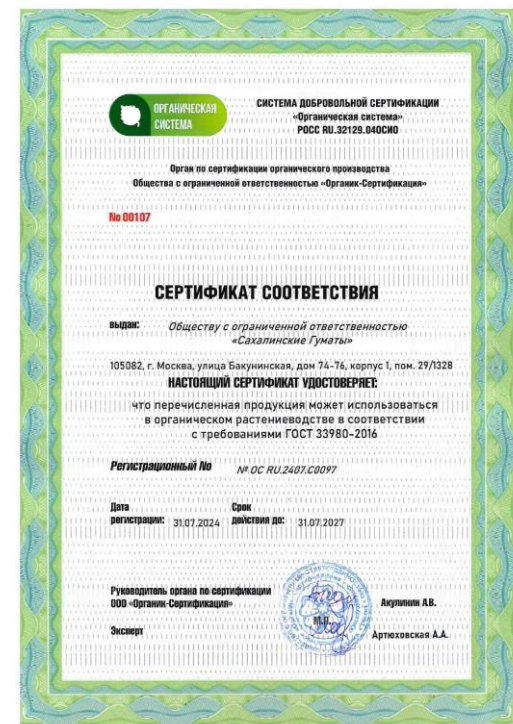 ОРГАНИЧЕСКАЯ
СИСТЕМА
СИСТЕМА ДОБРОВОЛЬНОЙ СЕРТИФИКАЦИИ
«Органическая система»
РОСС RU.32129.04ОСИ0
Орган по сертификации органического производства
Общества с ограниченной ответственностью «Органик-Сертификация»
No 00107
СЕРТИФИКАТ СООТВЕТСТВИЯ
выдан: Обществу с ограниченной ответственностью
«Сахалинские Гуматы»
105082, г. Москва, улица Бакунинская, дом 74-76, корпус 1, пом. 29/1328
НАСТОЯЩИЙ СЕРТИФИКАТ УДОСТОВЕРЯЕТ:
что перечисленная продукция может использоваться
в органическом растениеводстве в соответствии
с требованиями ГОСТ 33980-2016
Регистрационный No № ОС RU.2407.С0097
Дата регистрации: 31.07.2024 Срок действия до: 31.07.2027
Руководитель органа по сертификации
ООО «Органик-Сертификация» Акулинин А.В.
М.п.
Эксперт Артюховская А.А.